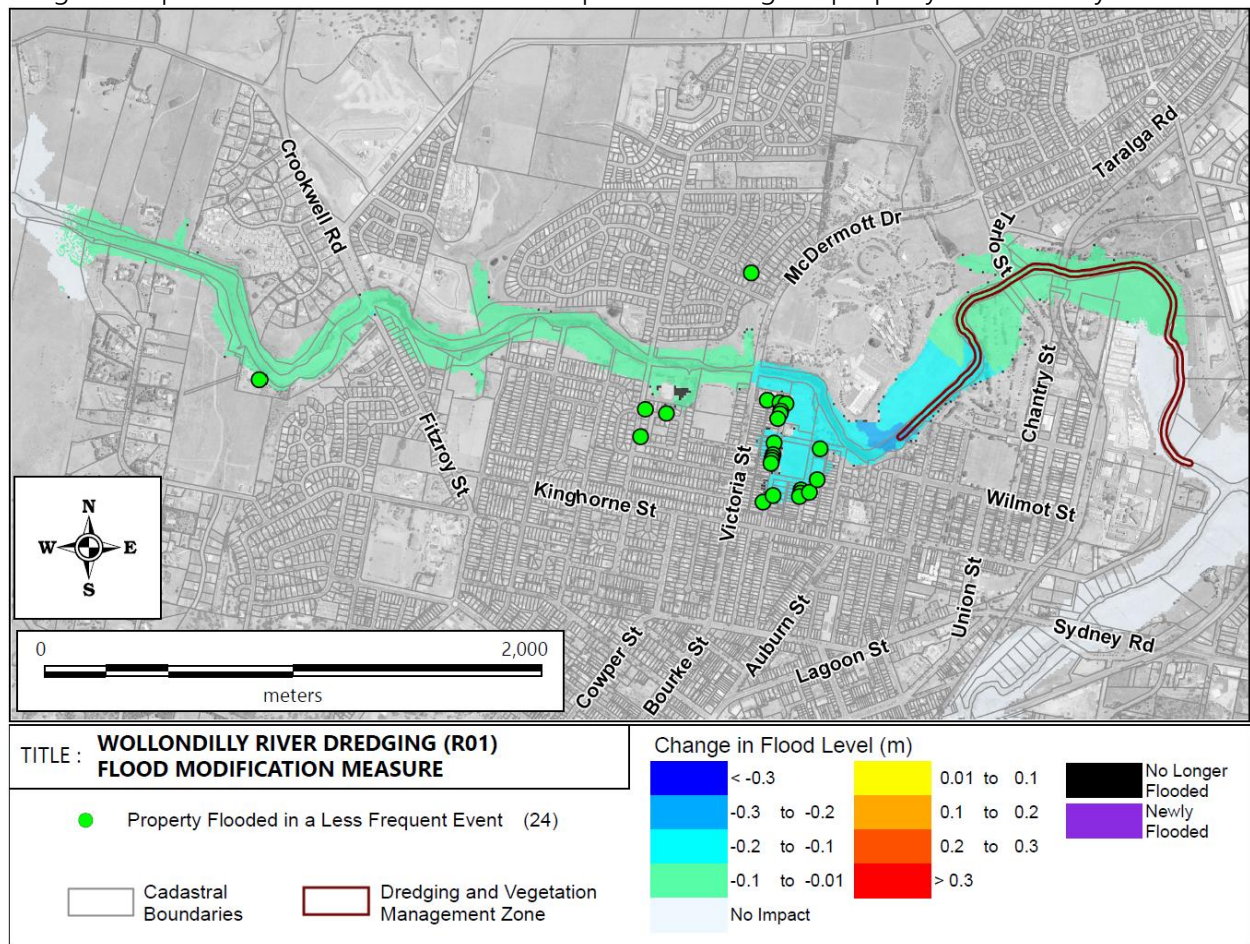 Crookwell Rd
McDermott Dr
Taralga Rd
Tarlo St
Chantry St
Fitzroy St
Kinghorne St
Victoria St
Wilmot St
Union St
Sydney Rd
Cowper St
Bourke St
Auburn St
Lagoon St
N
W E
S
0 2,000
meters
TITLE : WOLLONDILLY RIVER DREDGING (R01)
FLOOD MODIFICATION MEASURE
Property Flooded in a Less Frequent Event (24)
Cadastral
Boundaries
Dredging and Vegetation
Management Zone
Change in Flood Level (m)
< -0.3
-0.3 to -0.2
-0.2 to -0.1
-0.1 to -0.01
No Impact
0.01 to 0.1
0.1 to 0.2
0.2 to 0.3
> 0.3
No Longer
Flooded
Newly
Flooded